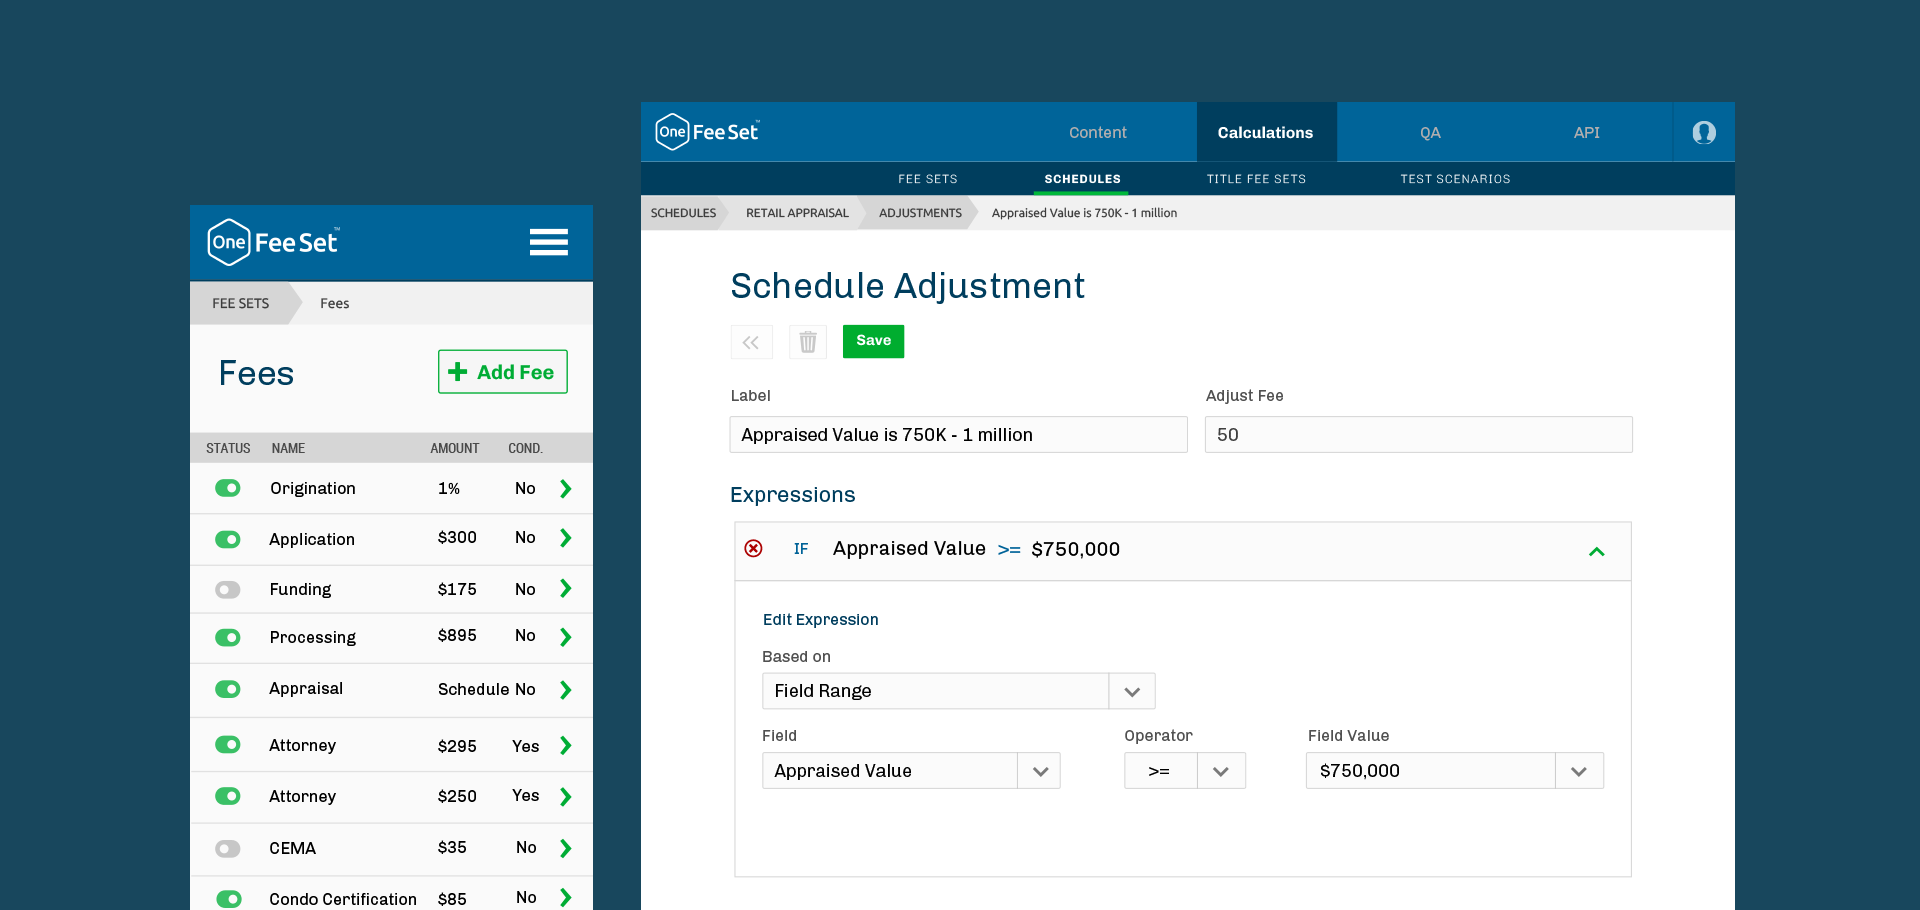 One Fee Set™
FEE SETS Fees
Fees
+ Add Fee
STATUS NAME AMOUNT COND.
Origination 1% No
Application $300 No
Funding $175 No
Processing $895 No
Appraisal Schedule No
Attorney $295 Yes
Attorney $250 Yes
CEMA $35 No
Condo Certification $85 No
One Fee Set™
Content Calculations QA API
FEE SETS SCHEDULES TITLE FEE SETS TEST SCENARIOS
SCHEDULES RETAIL APPRAISAL ADJUSTMENTS Appraised Value is 750K - 1 million
Schedule Adjustment
Save
Label Adjust Fee
Appraised Value is 750K - 1 million 50
Expressions
IF Appraised Value >= $750,000
Edit Expression
Based on
Field Range
Field Operator Field Value
Appraised Value >= $750,000